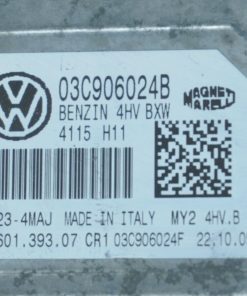 03C906024B
BENZIN 4HV BXW
4115 H11
MAGNETI
MARELLI
23-4MAJ MADE IN ITALY MY2 4HV.B
601.393.07 CR1 03C906024F 22.10.0